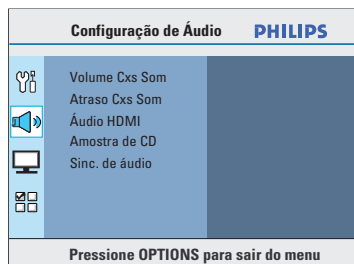 Configuração de Áudio PHILIPS
Volume Cxs Som
Atraso Cxs Som
Áudio HDMI
Amostra de CD
Sinc. de áudio
Pressione OPTIONS para sair do menu